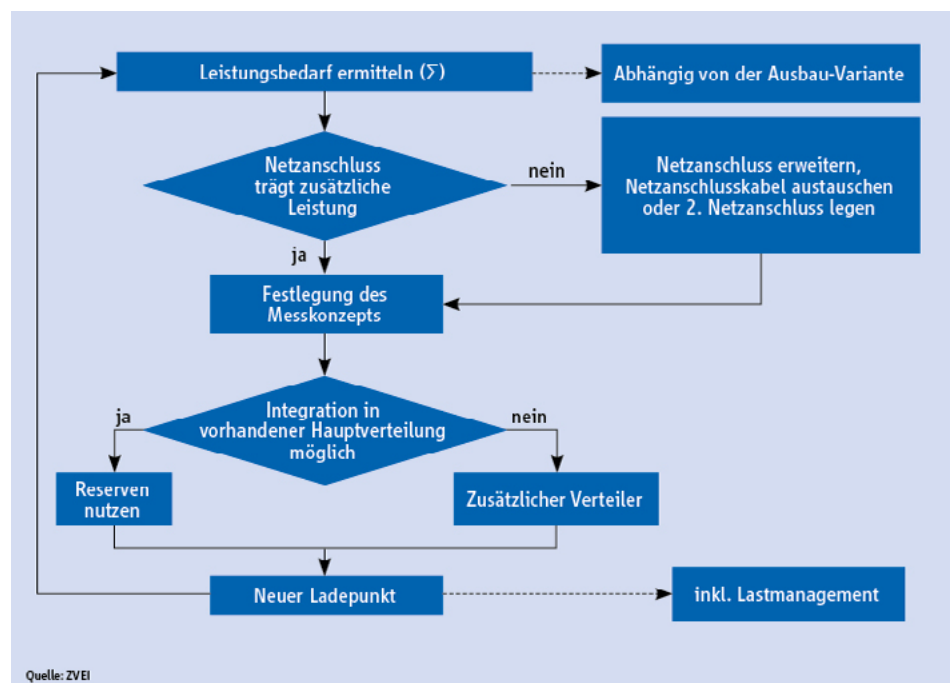 Leistungsbedarf ermitteln (Σ)
Abhängig von der Ausbau-Variante
Netzanschluss
trägt zusätzliche
Leistung
nein
Netzanschluss erweitern,
Netzanschlusskabel austauschen
oder 2. Netzanschluss legen
ja
Festlegung des
Messkonzepts
ja
Integration in
vorhandener Hauptverteilung
möglich
nein
Reserven
nutzen
Zusätzlicher Verteiler
Neuer Ladepunkt
inkl. Lastmanagement
Quelle: ZVEI